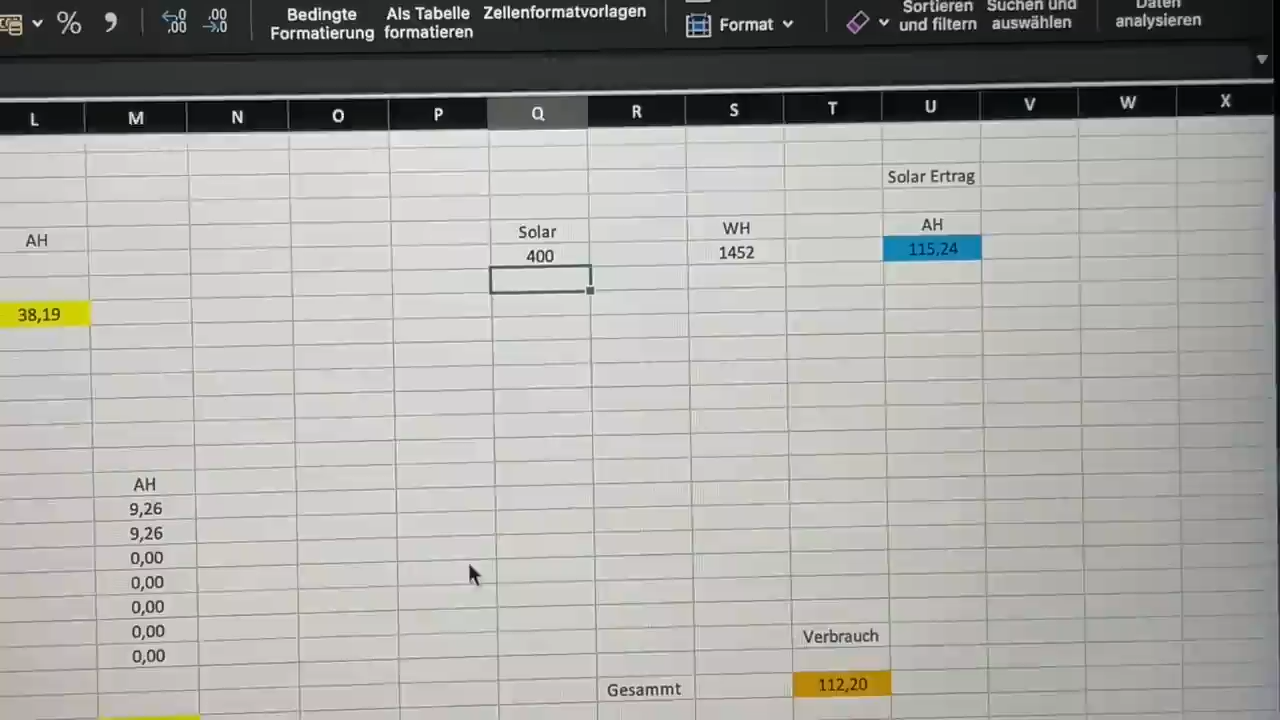 % ,
,00 ,00
Bedingte Formatierung
Als Tabelle formatieren
Zellenformatvorlagen
Format
Sortieren und filtern
Suchen und auswählen
Daten analysieren
L M N O P Q R S T U V W X
Solar Ertrag
AH Solar WH AH
400 1452 115,24
38,19
AH
9,26
9,26
0,00
0,00
0,00
0,00
0,00
Verbrauch
Gesammt 112,20